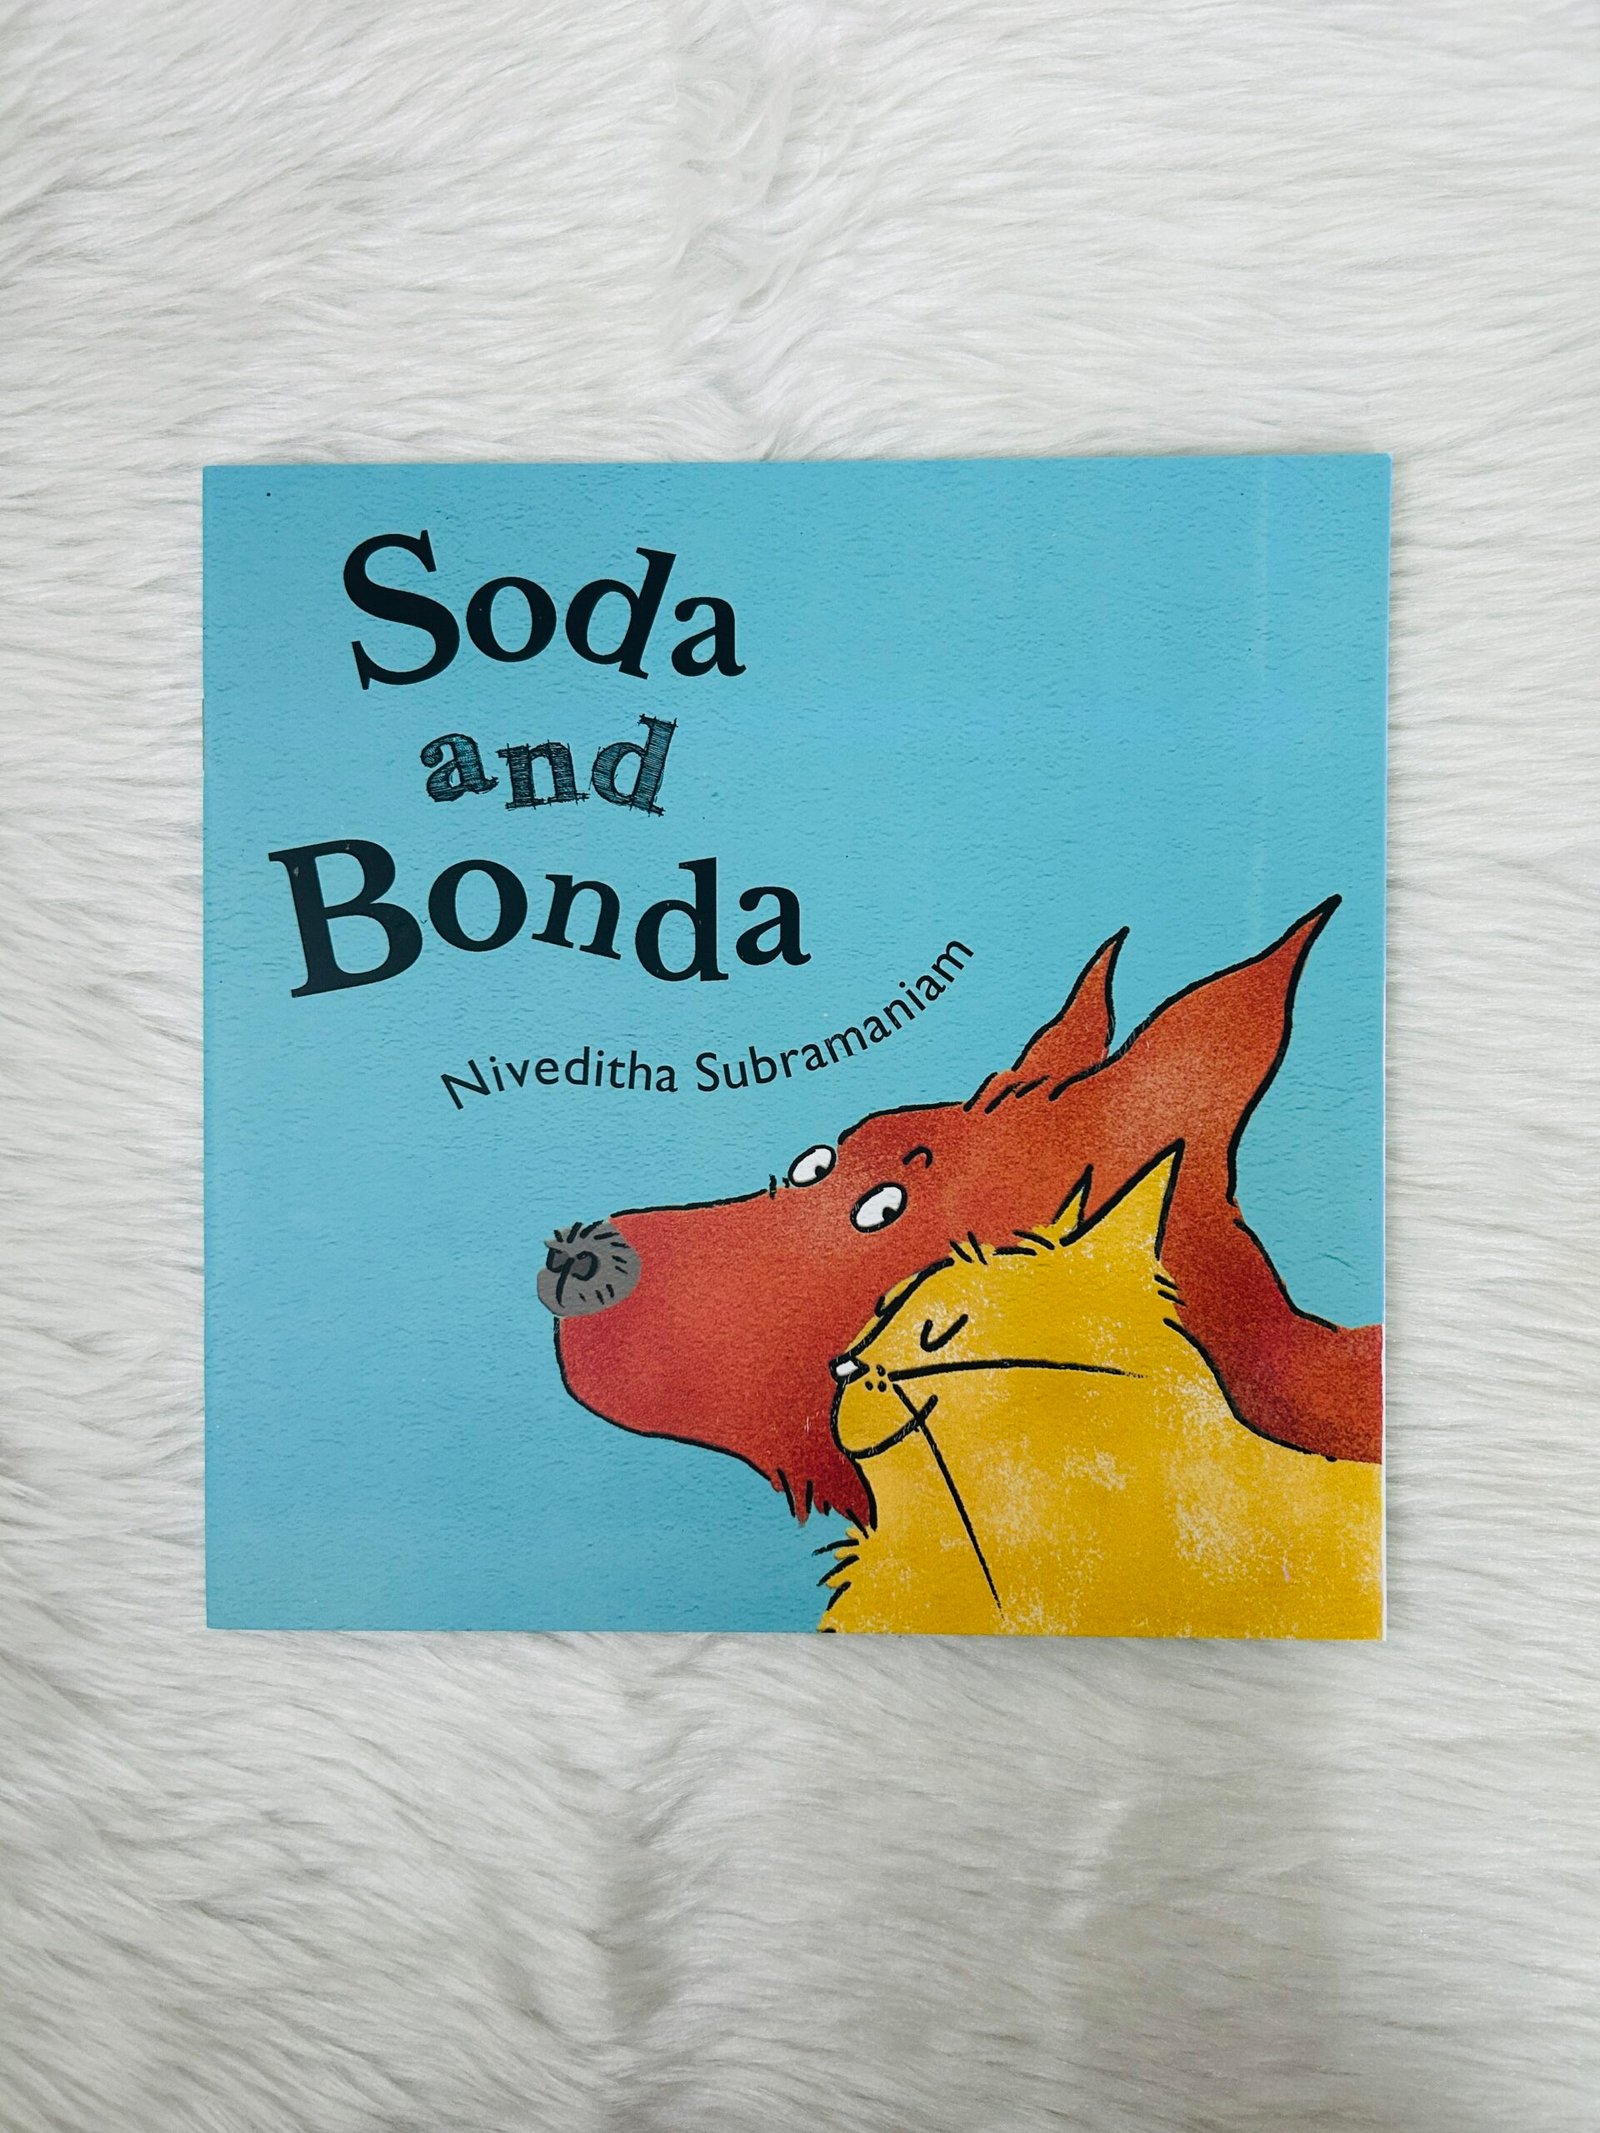 Soda
and
Bonda
Niveditha Subramaniam